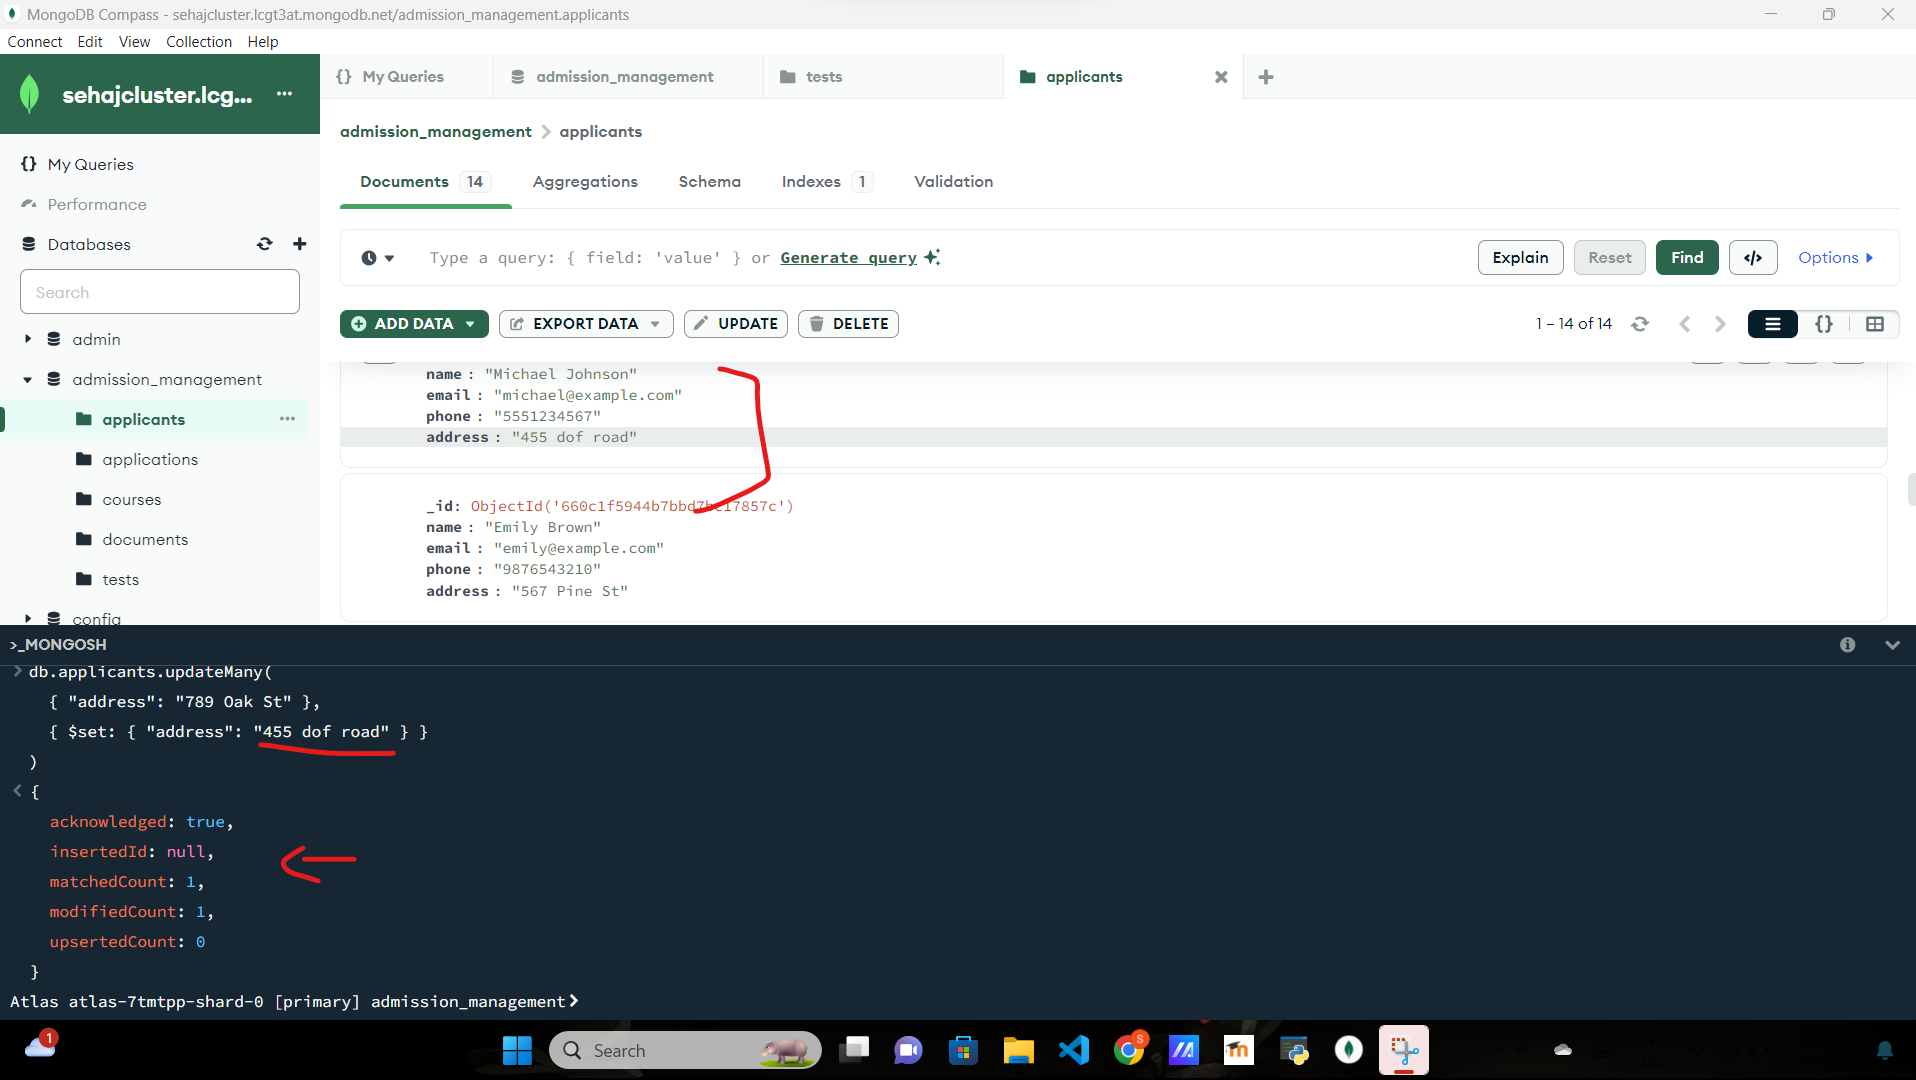 MongoDB Compass - sehajcluster.lcgt3at.mongodb.net/admission_management.applicants
Connect Edit View Collection Help
sehajcluster.lcg...
My Queries
Performance
Databases
Search
admin
admission_management
applicants
applications
courses
documents
tests
config
My Queries admission_management tests applicants
admission_management > applicants
Documents 14 Aggregations Schema Indexes 1 Validation
Type a query: { field: 'value' } or Generate query
Explain Reset Find </> Options
ADD DATA EXPORT DATA UPDATE DELETE 1 – 14 of 14 {}
name : "Michael Johnson"
email : "michael@example.com"
phone : "5551234567"
address : "455 dof road"
_id: ObjectId('660c1f5944b7bbd7bc17857c')
name : "Emily Brown"
email : "emily@example.com"
phone : "9876543210"
address : "567 Pine St"
>_MONGOSH
> db.applicants.updateMany(
{ "address": "789 Oak St" },
{ $set: { "address": "455 dof road" } }
)
< {
acknowledged: true,
insertedId: null,
matchedCount: 1,
modifiedCount: 1,
upsertedCount: 0
}
Atlas atlas-7tmtpp-shard-0 [primary] admission_management>
1
Search
S